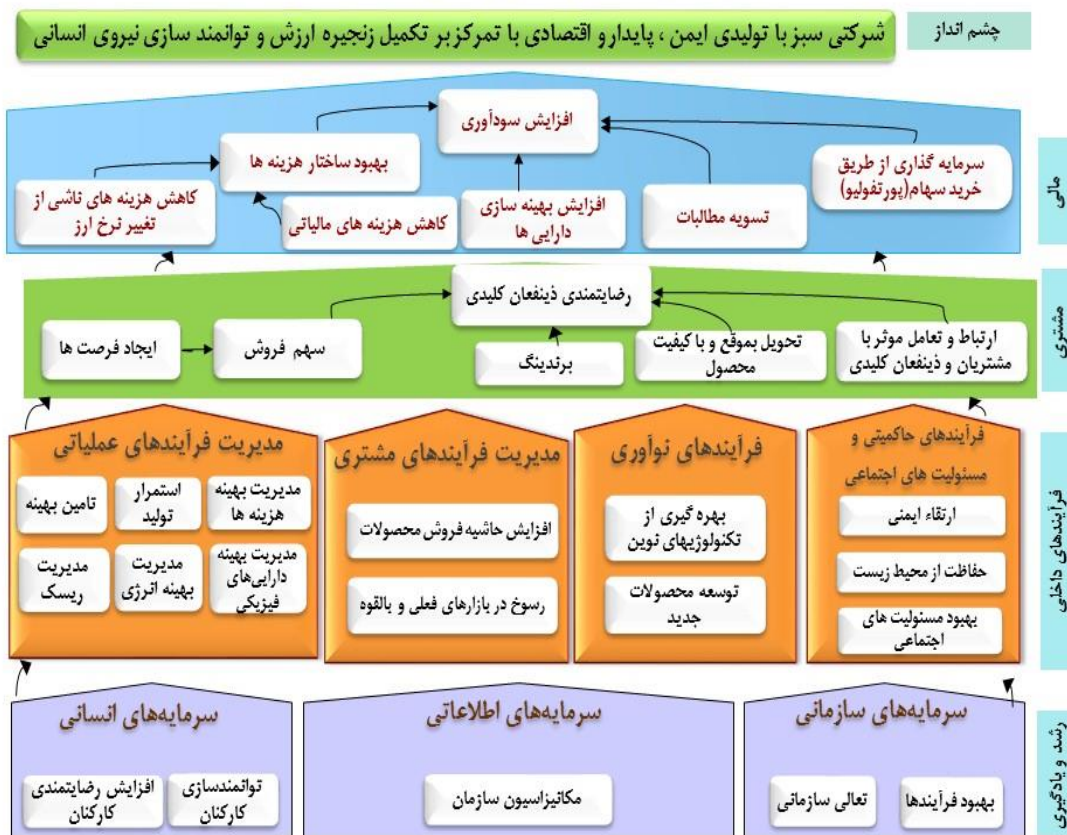 چشم انداز
شرکتی سبز با تولیدی ایمن ، پایدار و اقتصادی با تمرکز بر تکمیل زنجیره ارزش و توانمند سازی نیروی انسانی
مالی
افزایش سودآوری
بهبود ساختار هزینه ها
سرمایه گذاری از طریق
خرید سهام(پورتفولیو)
تسویه مطالبات
افزایش بهینه سازی
دارایی ها
کاهش هزینه های مالیاتی
کاهش هزینه های ناشی از
تغییر نرخ ارز
مشتری
رضایتمندی ذینفعان کلیدی
ارتباط و تعامل موثر با
مشتریان و ذینفعان کلیدی
تحویل بموقع و با کیفیت
محصول
برندینگ
سهم فروش
ایجاد فرصت ها
فرآیندهای داخلی
فرآیندهای حاکمیتی و
مسئولیت های اجتماعی
ارتقاء ایمنی
حفاظت از محیط زیست
بهبود مسئولیت های
اجتماعی
فرآیندهای نوآوری
بهره گیری از
تکنولوژیهای نوین
توسعه محصولات
جدید
مدیریت فرآیندهای مشتری
افزایش حاشیه فروش محصولات
رسوخ در بازارهای فعلی و بالقوه
مدیریت فرآیندهای عملیاتی
مدیریت بهینه
هزینه ها
استمرار
تولید
تامین بهینه
مدیریت بهینه
دارایی‌های
فیزیکی
مدیریت
بهینه انرژی
مدیریت
ریسک
رشد و یادگیری
سرمایه‌های سازمانی
بهبود فرآیندها
تعالی سازمانی
سرمایه‌های اطلاعاتی
مکانیزاسیون سازمان
سرمایه‌های انسانی
توانمندسازی
کارکنان
افزایش رضایتمندی
کارکنان